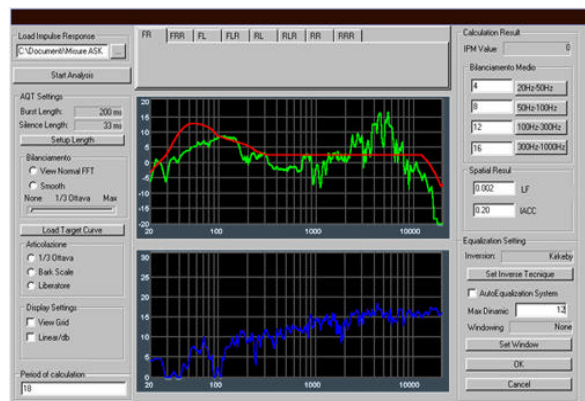 Load Impulse Response
C:\Document\Misure ASK ...
Start Analysis
AQT Settings
Burst Length: 200 ms
Silence Length: 33 ms
Setup Length
Bilanciamento
View Normal FFT
Smooth
None 1/3 Ottava Max
Load Target Curve
Articolazione
1/3 Ottava
Bark Scale
Liberatore
Display Settings
View Grid
Linear/db
Period of calculation
18
FR FRR FL FLR RL RLR RR RRR
20
15
10
5
0
-5
-10
-15
-20
20 100 1000 10000
30
25
20
15
10
5
0
20 100 1000 10000
Calculation Result
IPM Value 0
Bilanciamento Medio
4 20Hz-50Hz
8 50Hz-100Hz
12 100Hz-300Hz
16 300Hz-1000Hz
Spatial Resul
0.002 LF
0.20 IACC
Equalization Setting
Inversion: Kirkeby
Set Inverse Tecnique
AutoEqualization System
Max Dinamic 12
Windowing None
Set Window
OK
Cancel